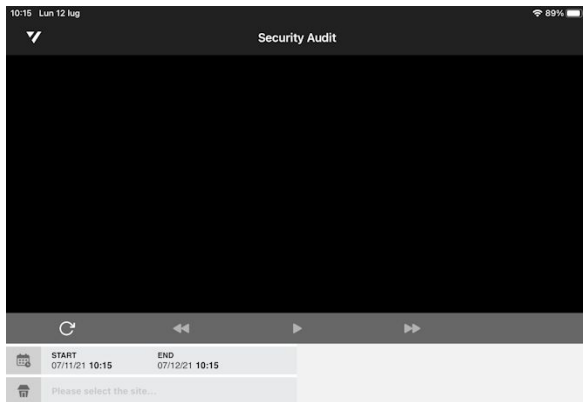 10:15 Lun 12 lug 89%
Security Audit
START END
07/11/21 10:15 07/12/21 10:15
Please select the site...